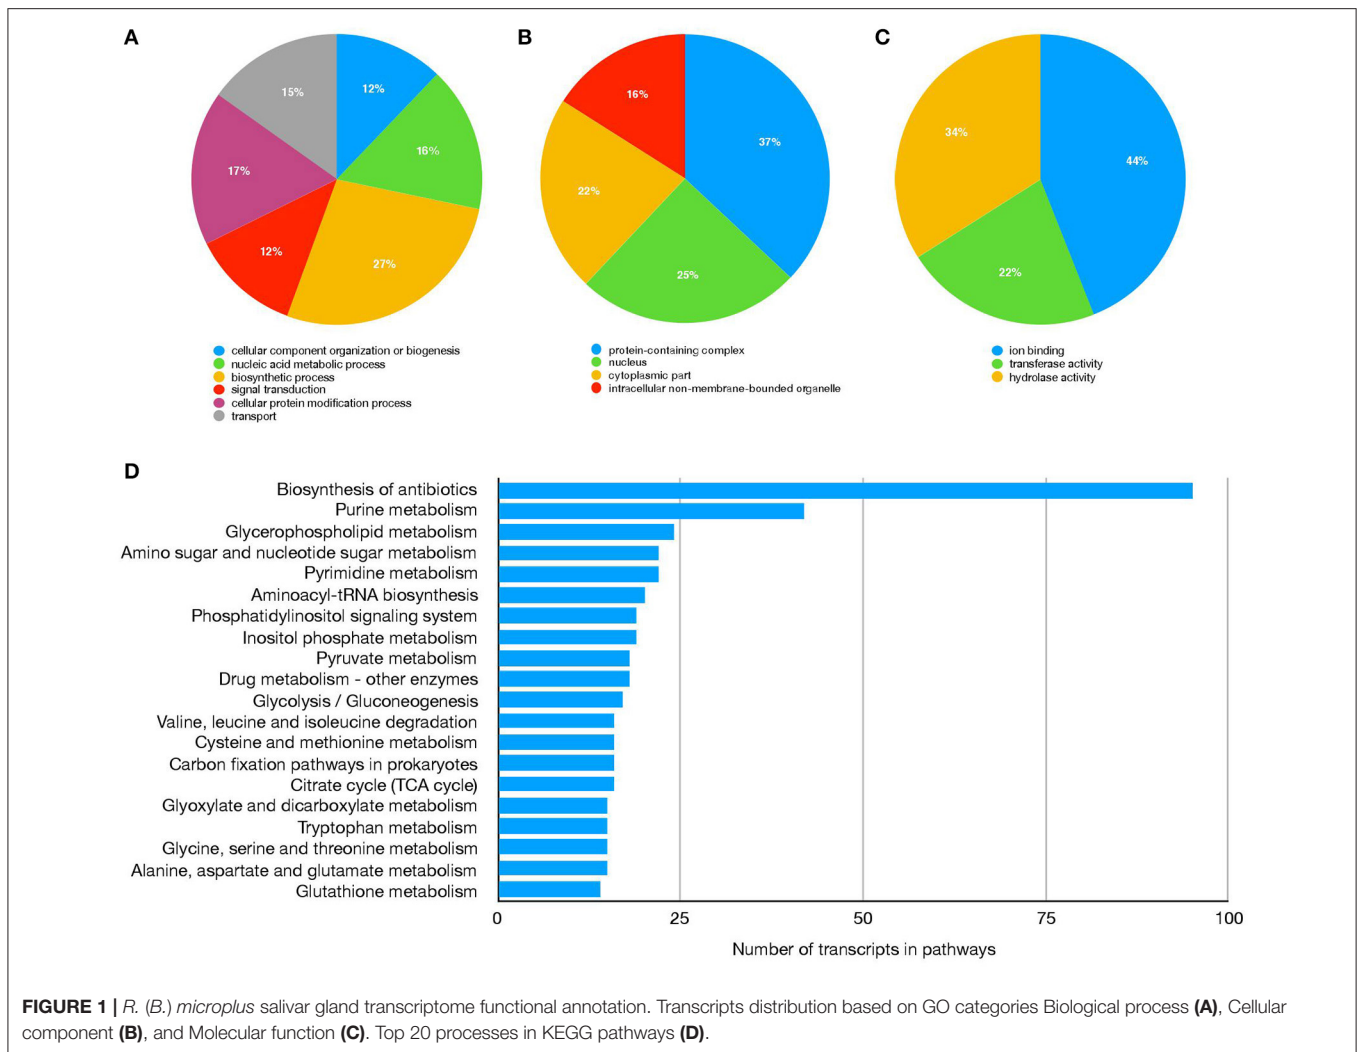 A
B
C
12%
16%
27%
12%
17%
15%
37%
25%
22%
16%
44%
22%
34%
cellular component organization or biogenesis
nucleic acid metabolic process
biosynthetic process
signal transduction
cellular protein modification process
transport
protein-containing complex
nucleus
cytoplasmic part
intracellular non-membrane-bounded organelle
ion binding
transferase activity
hydrolase activity
D
Biosynthesis of antibiotics
Purine metabolism
Glycerophospholipid metabolism
Amino sugar and nucleotide sugar metabolism
Pyrimidine metabolism
Aminoacyl-tRNA biosynthesis
Phosphatidylinositol signaling system
Inositol phosphate metabolism
Pyruvate metabolism
Drug metabolism - other enzymes
Glycolysis / Gluconeogenesis
Valine, leucine and isoleucine degradation
Cysteine and methionine metabolism
Carbon fixation pathways in prokaryotes
Citrate cycle (TCA cycle)
Glyoxylate and dicarboxylate metabolism
Tryptophan metabolism
Glycine, serine and threonine metabolism
Alanine, aspartate and glutamate metabolism
Glutathione metabolism
0 25 50 75 100
Number of transcripts in pathways
FIGURE 1 | R. (B.) microplus salivar gland transcriptome functional annotation. Transcripts distribution based on GO categories Biological process (A), Cellular
component (B), and Molecular function (C). Top 20 processes in KEGG pathways (D).